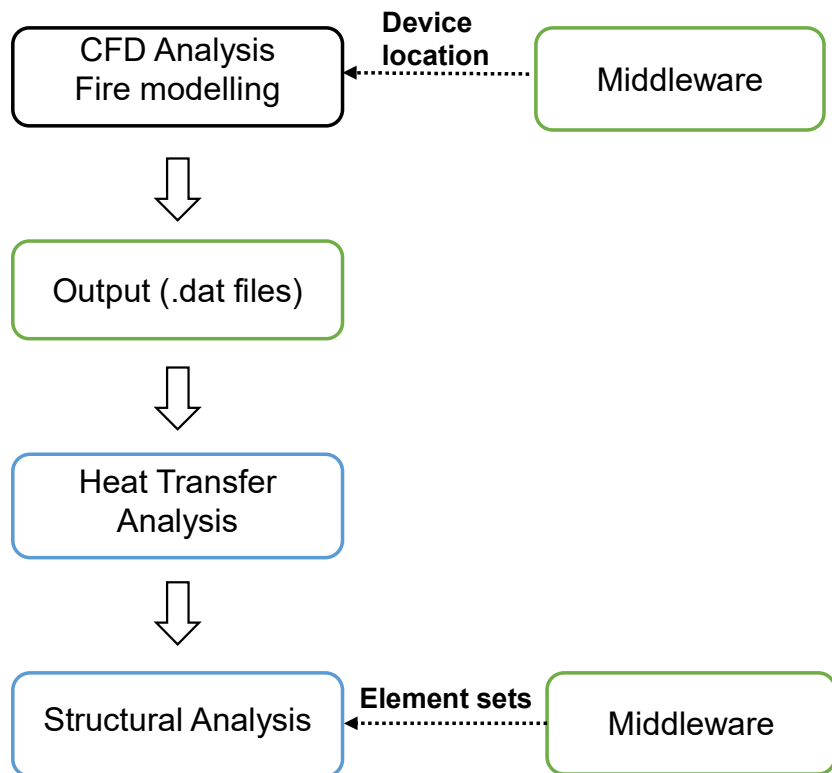 CFD Analysis
Fire modelling
Device
location
Middleware
Output (.dat files)
Heat Transfer
Analysis
Structural Analysis
Element sets
Middleware